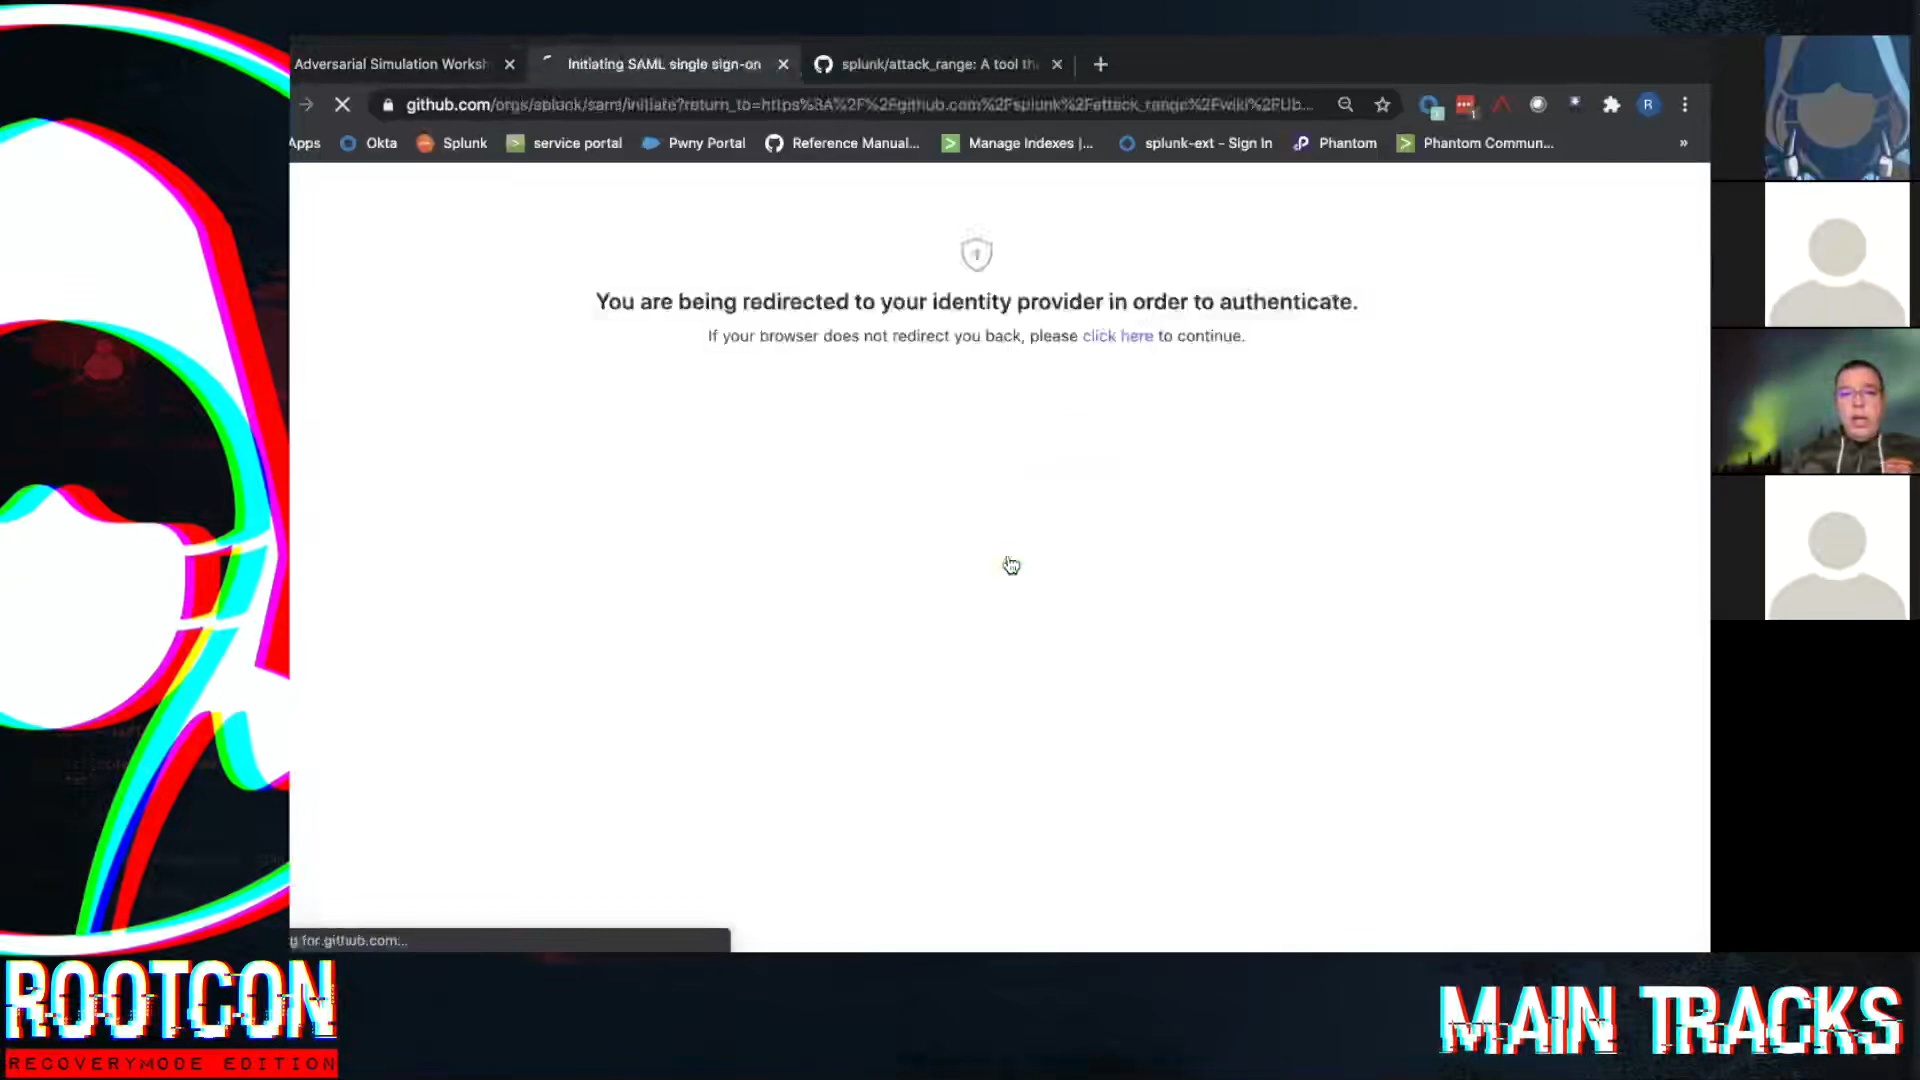 Adversarial Simulation Worksh
Initiating SAML single sign-on
splunk/attack_range: A tool th
github.com/orgs/splunk/saml/initiate?return_to=https%3A%2F%2Fgithub.com%2Fsplunk%2Fattack_range%2Fwiki%2FUb...
Apps
Okta
Splunk
service portal
Pwny Portal
Reference Manual...
Manage Indexes |...
splunk-ext - Sign In
Phantom
Phantom Commun...
»
R
You are being redirected to your identity provider in order to authenticate.
If your browser does not redirect you back, please click here to continue.
g for github.com...
ROOTCON
RECOVERYMODE EDITION
MAIN TRACKS